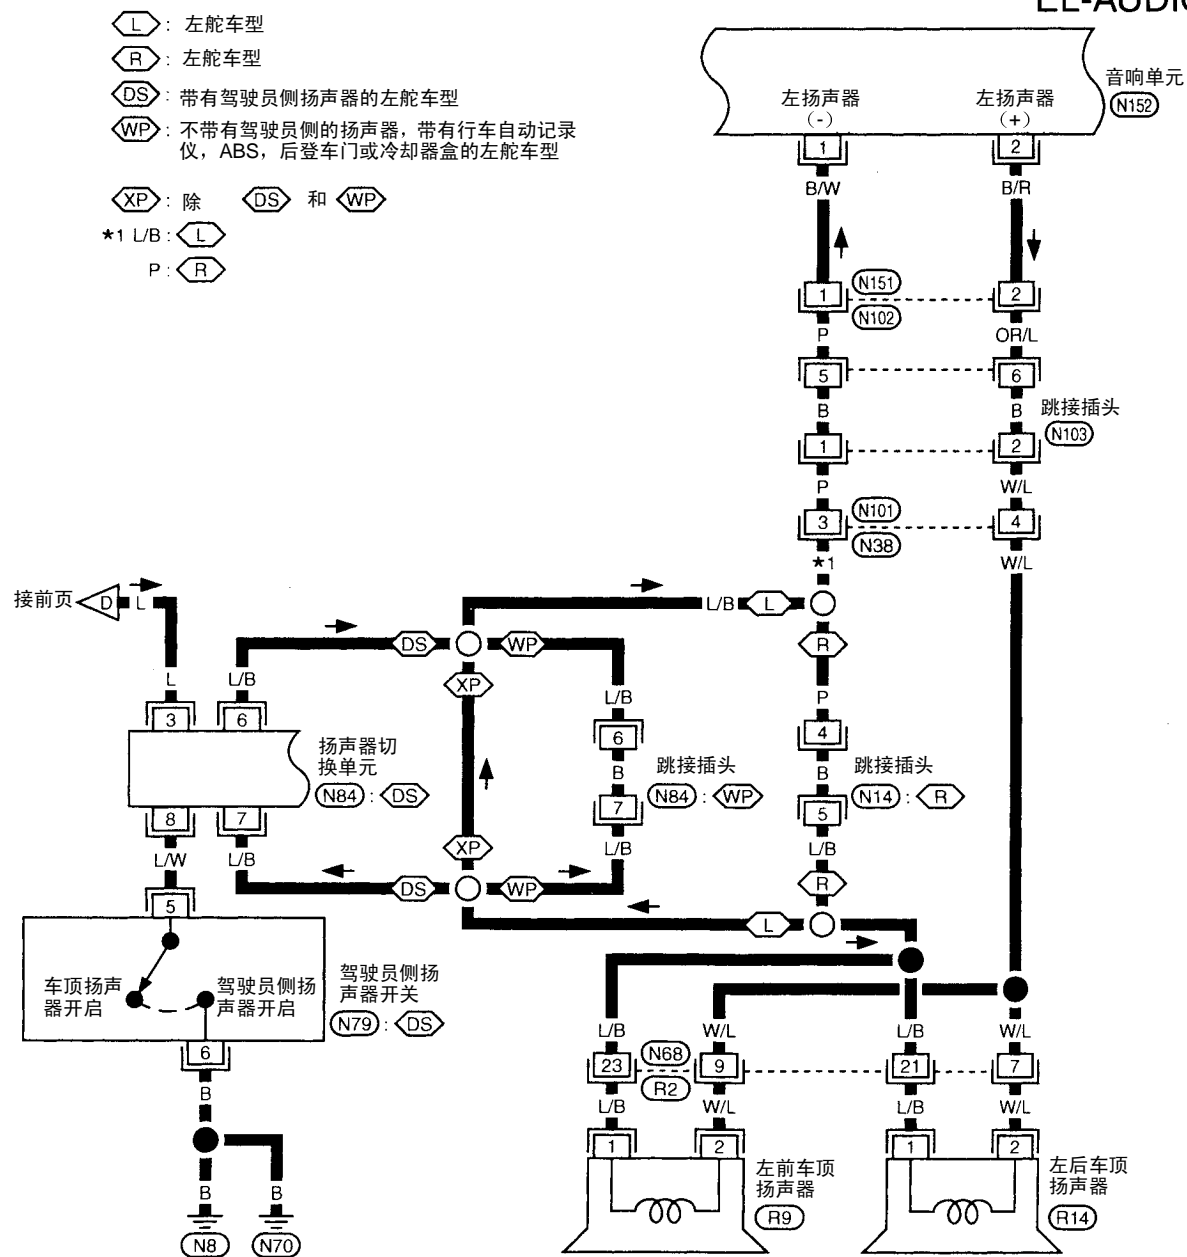 EL-AUDIO
L : 左舵车型
R : 左舵车型
DS : 带有驾驶员侧扬声器的左舵车型
WP : 不带有驾驶员侧的扬声器，带有行车自动记录
仪，ABS，后登车门或冷却器盒的左舵车型
XP : 除 DS 和 WP
★1 L/B : L
P : R
音响单元
N152
左扬声器
(-)
左扬声器
(+)
1 2
B/W B/R
1 N151 2
N102
P OR/L
5 6
B B
跳接插头
N103
1 2
P W/L
3 N101 4
N38
★1 W/L
接前页 D L
L/B L
DS WP R
L L/B XP L/B P
3 6 6 4
扬声器切
换单元
N84 : DS
B
跳接插头
N84 : WP
B
跳接插头
N14 : R
8 7 7 5
L/W L/B XP L/B L/B
DS WP R
5
L
车顶扬声
器开启
驾驶员侧扬
声器开启
驾驶员侧扬
声器开关
N79 : DS
6
B
L/B W/L L/B W/L
23 N68 9 21 7
R2
L/B W/L L/B W/L
1 2 1 2
左前车顶
扬声器
R9
左后车顶
扬声器
R14
B B
N8 N70